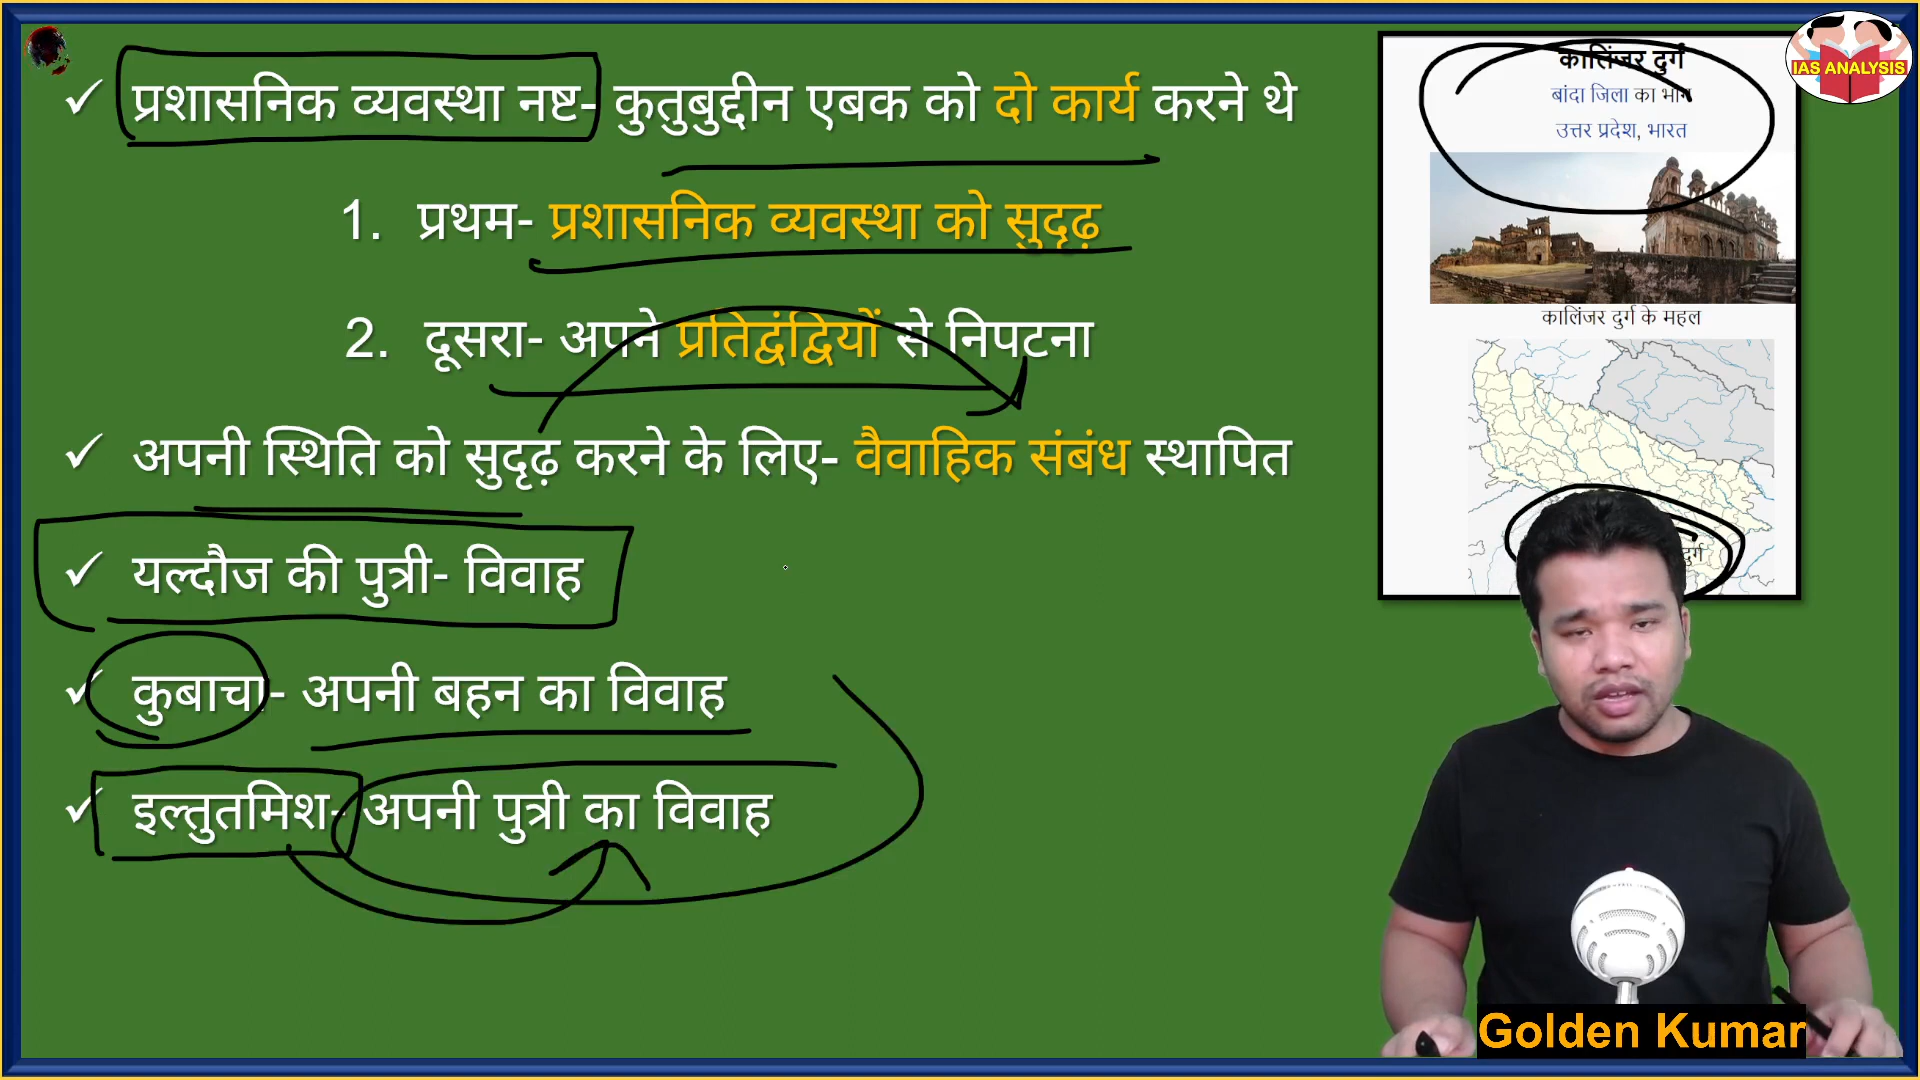 प्रशासनिक व्यवस्था नष्ट- कुतुबुद्दीन एबक को दो कार्य करने थे
1. प्रथम- प्रशासनिक व्यवस्था को सुदृढ़
2. दूसरा- अपने प्रतिद्वंद्वियों से निपटना
अपनी स्थिति को सुदृढ़ करने के लिए- वैवाहिक संबंध स्थापित
यल्दौज की पुत्री- विवाह
कुबाचा- अपनी बहन का विवाह
इल्तुतमिश- अपनी पुत्री का विवाह
कालिंजर दुर्ग
बांदा जिला का भाग
उत्तर प्रदेश, भारत
कालिंजर दुर्ग के महल
दुर्ग
IAS ANALYSIS
Golden Kumar